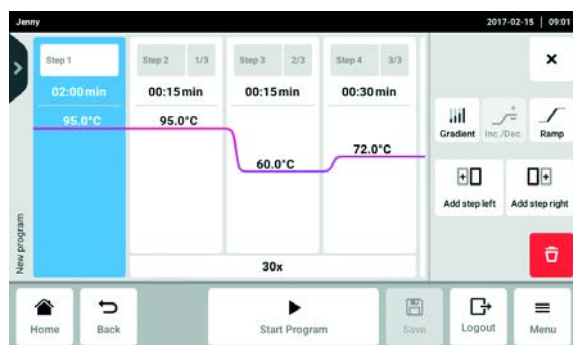 Jenny
2017-02-15 | 09:01
Step 1
Step 2 1/3
Step 3 2/3
Step 4 3/3
02:00 min
00:15 min
00:15 min
00:30 min
95.0°C
95.0°C
60.0°C
72.0°C
30x
New program
Gradient
Inc./Dec.
Ramp
Add step left
Add step right
Home
Back
Start Program
Save
Logout
Menu